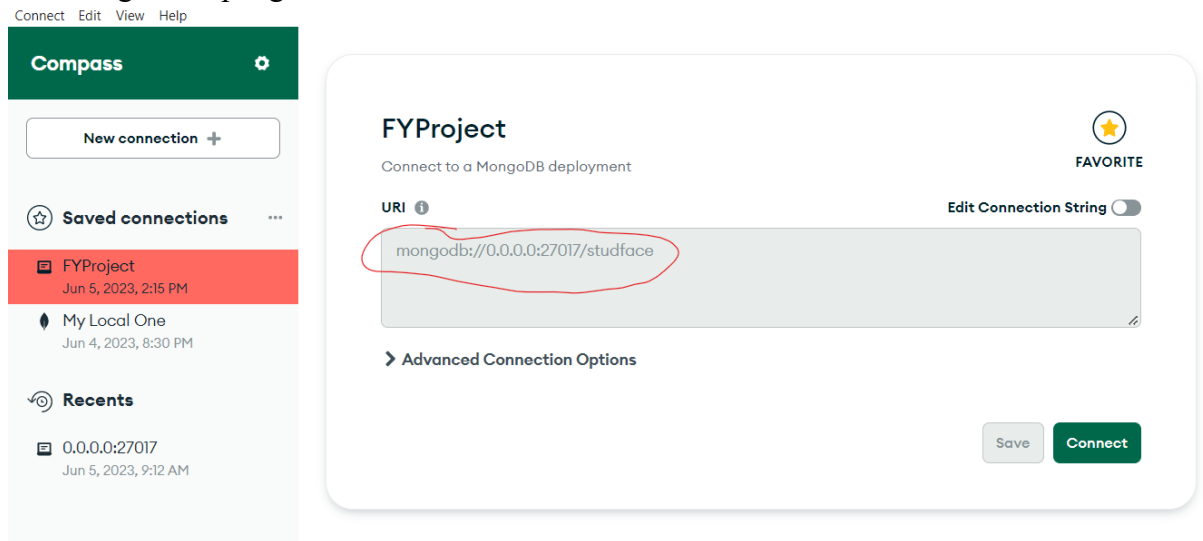 Connect Edit View Help
Compass
New connection +
Saved connections
FYProject
Jun 5, 2023, 2:15 PM
My Local One
Jun 4, 2023, 8:30 PM
Recents
0.0.0.0:27017
Jun 5, 2023, 9:12 AM
FYProject
Connect to a MongoDB deployment
FAVORITE
URI
Edit Connection String
mongodb://0.0.0.0:27017/studface
Advanced Connection Options
Save
Connect